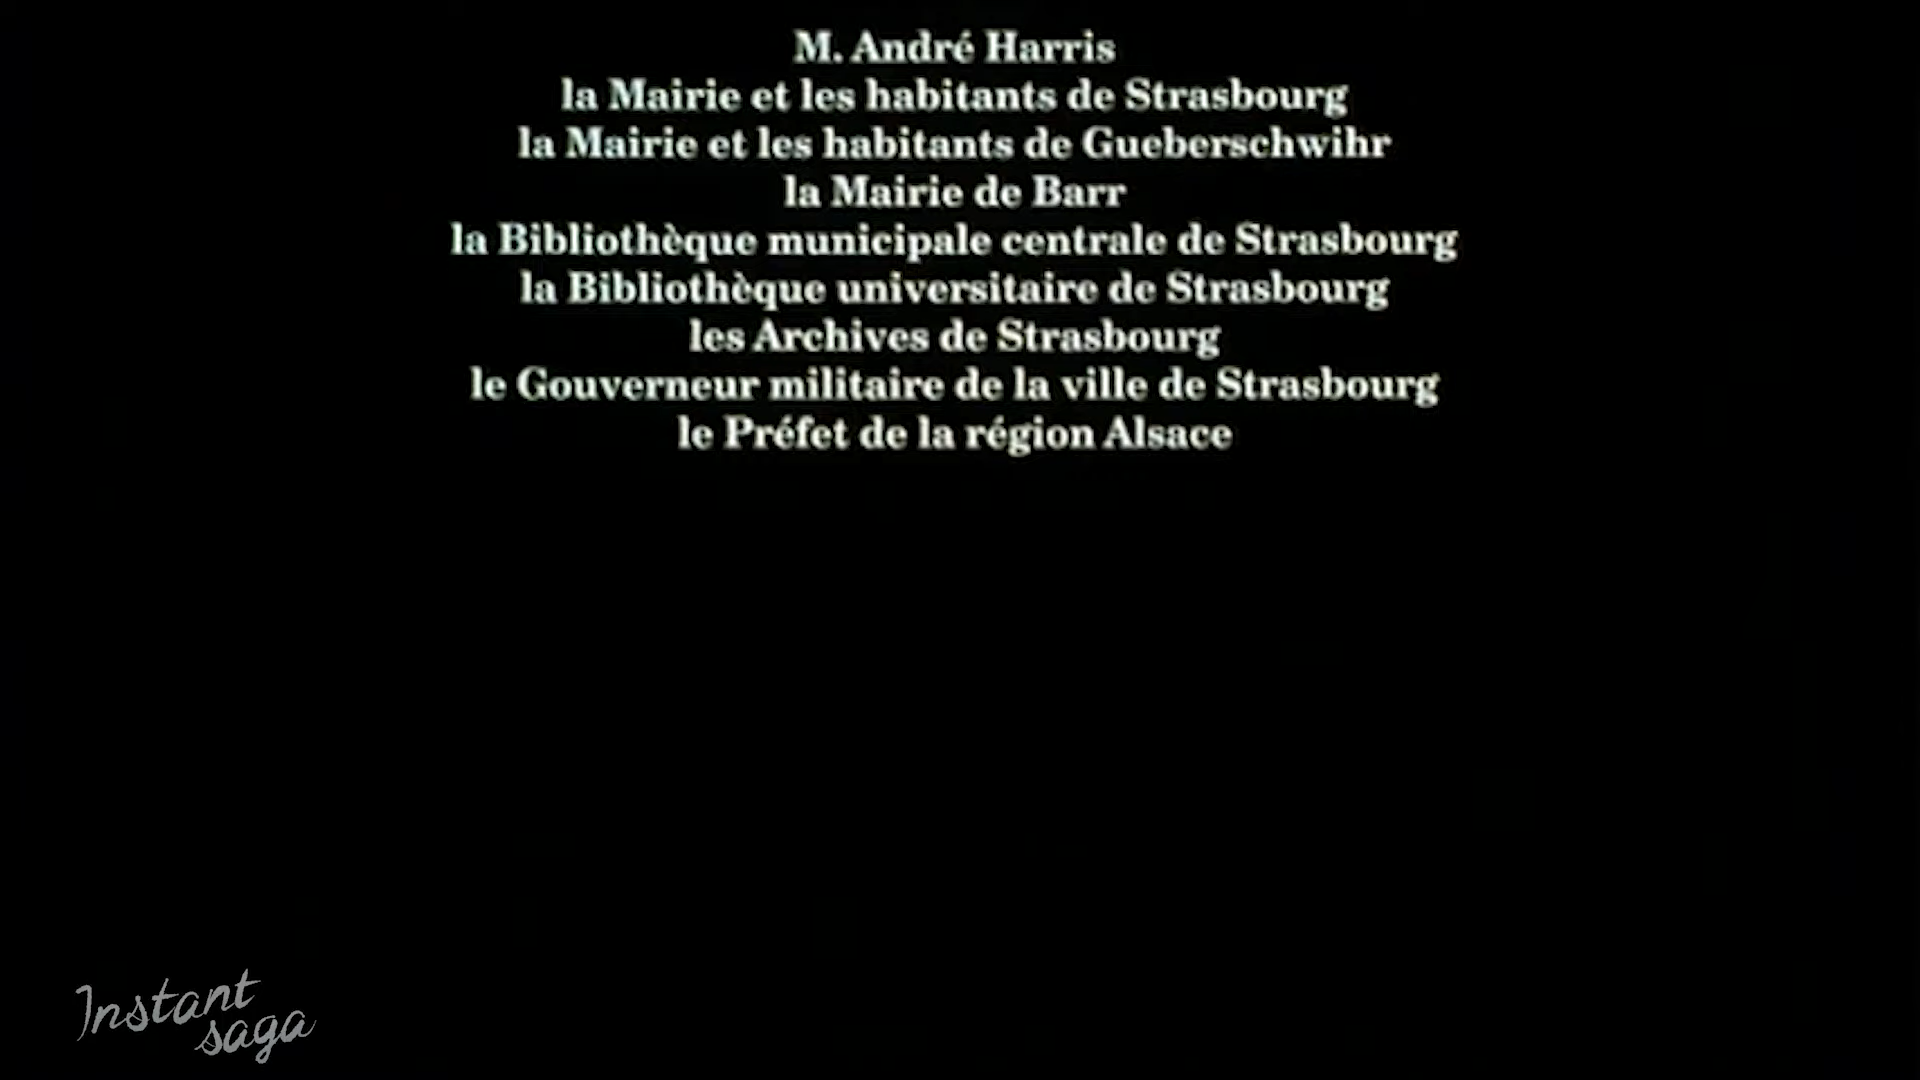 M. André Harris
la Mairie et les habitants de Strasbourg
la Mairie et les habitants de Gueberschwihr
la Mairie de Barr
la Bibliothèque municipale centrale de Strasbourg
la Bibliothèque universitaire de Strasbourg
les Archives de Strasbourg
le Gouverneur militaire de la ville de Strasbourg
le Préfet de la région Alsace
Instant
saga